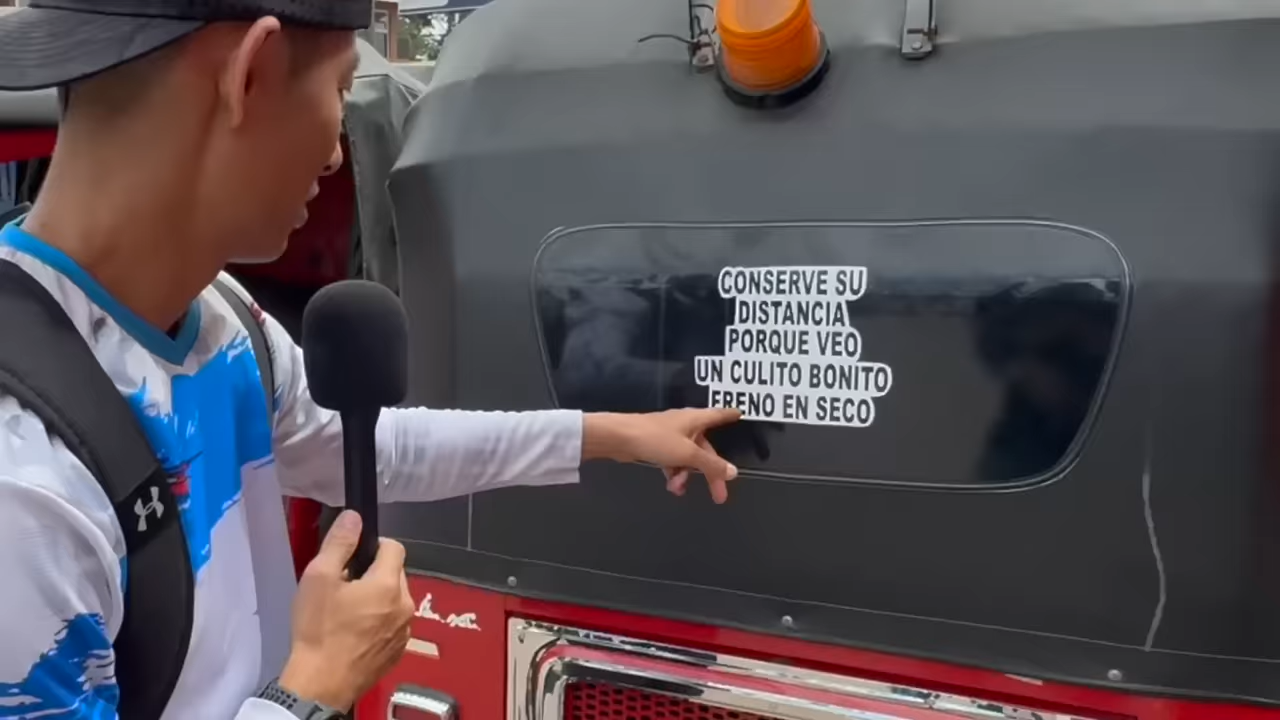 CONSERVE SU
DISTANCIA
PORQUE VEO
UN CULITO BONITO
FRENO EN SECO